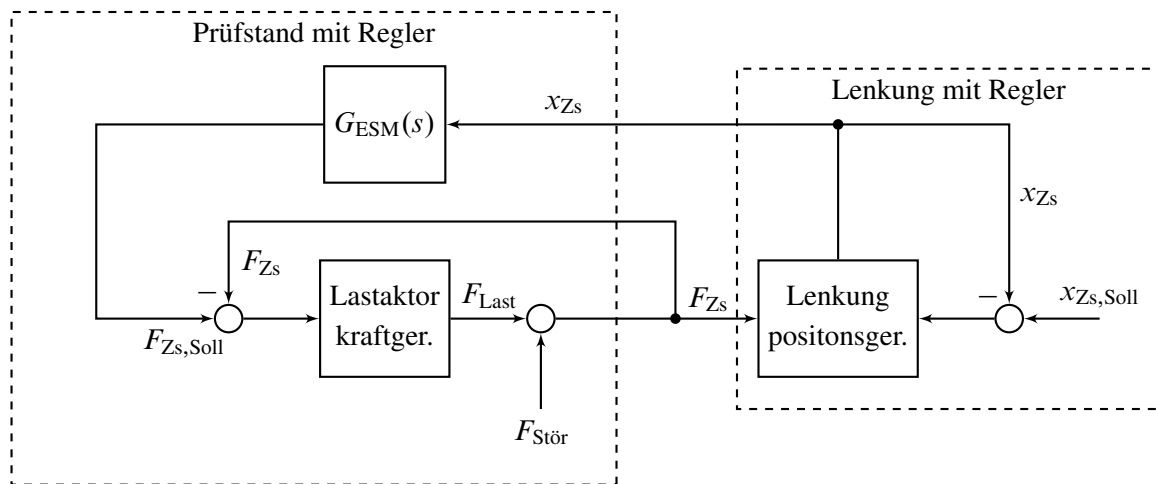 Prüfstand mit Regler
Lenkung mit Regler
x_Zs
G_ESM(s)
x_Zs
F_Zs
−
Lastaktor
kraftger.
F_Last
F_Zs
Lenkung
positonsger.
−
x_Zs,Soll
F_Zs,Soll
F_Stör